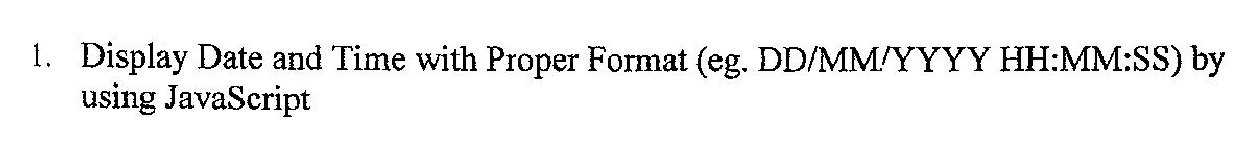 1. Display Date and Time with Proper Format (eg. DD/MM/YYYY HH:MM:SS) by
using JavaScript